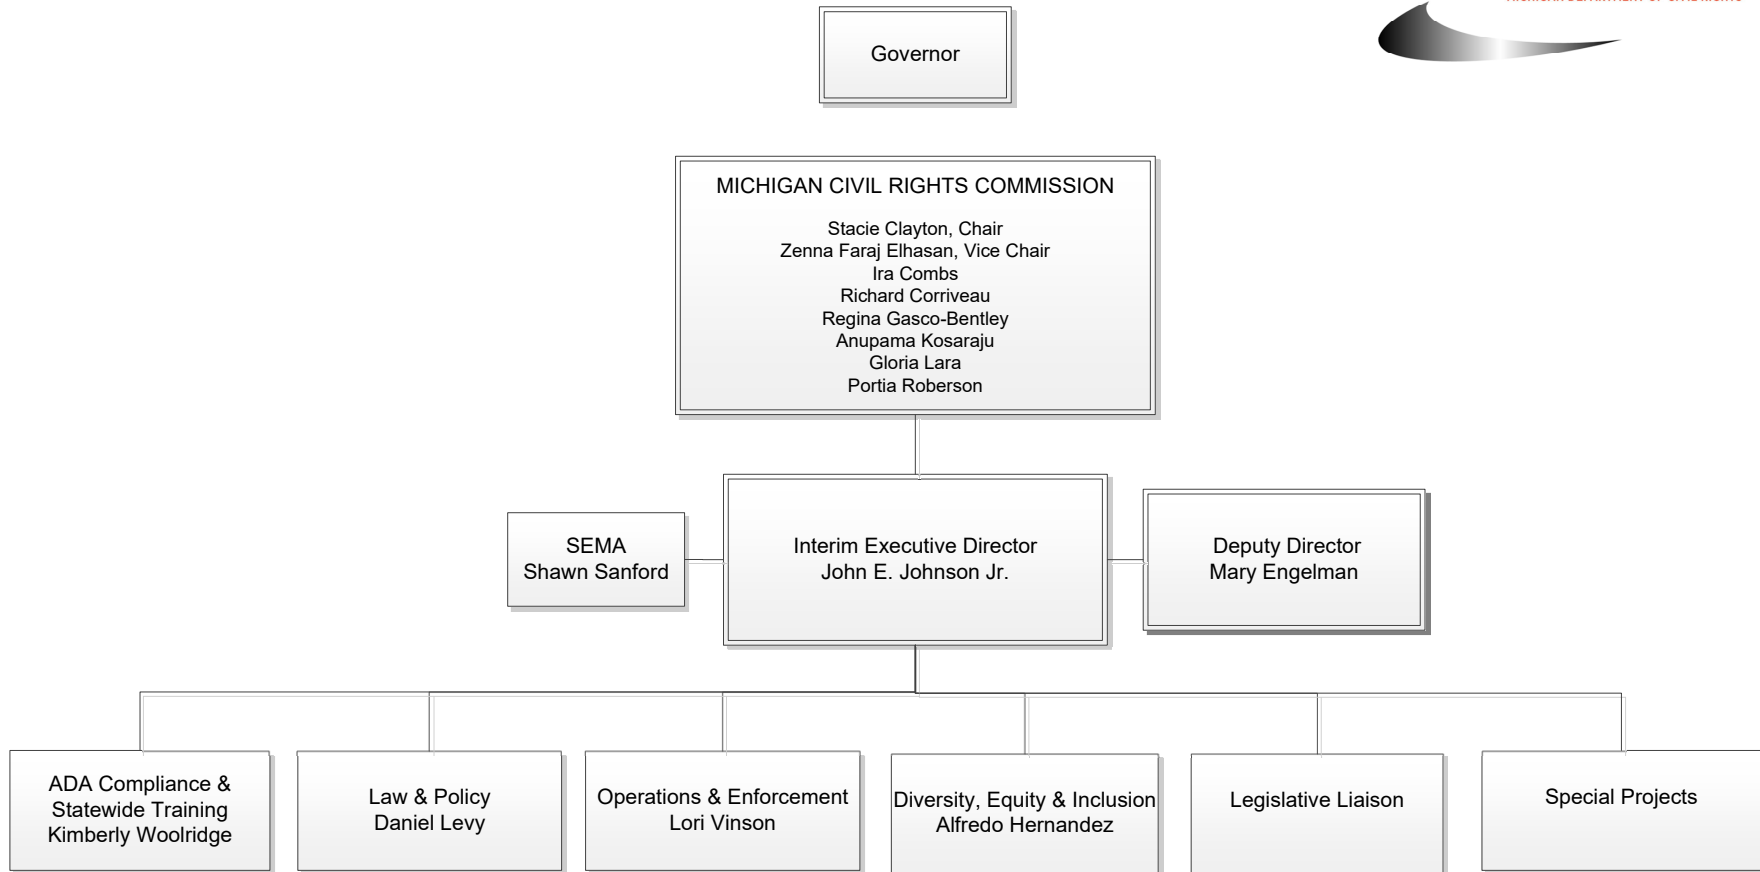 Governor
MICHIGAN CIVIL RIGHTS COMMISSION
Stacie Clayton, Chair
Zenna Faraj Elhasan, Vice Chair
Ira Combs
Richard Corriveau
Regina Gasco-Bentley
Anupama Kosaraju
Gloria Lara
Portia Roberson
SEMA
Shawn Sanford
Interim Executive Director
John E. Johnson Jr.
Deputy Director
Mary Engelman
ADA Compliance &
Statewide Training
Kimberly Woolridge
Law & Policy
Daniel Levy
Operations & Enforcement
Lori Vinson
Diversity, Equity & Inclusion
Alfredo Hernandez
Legislative Liaison
Special Projects